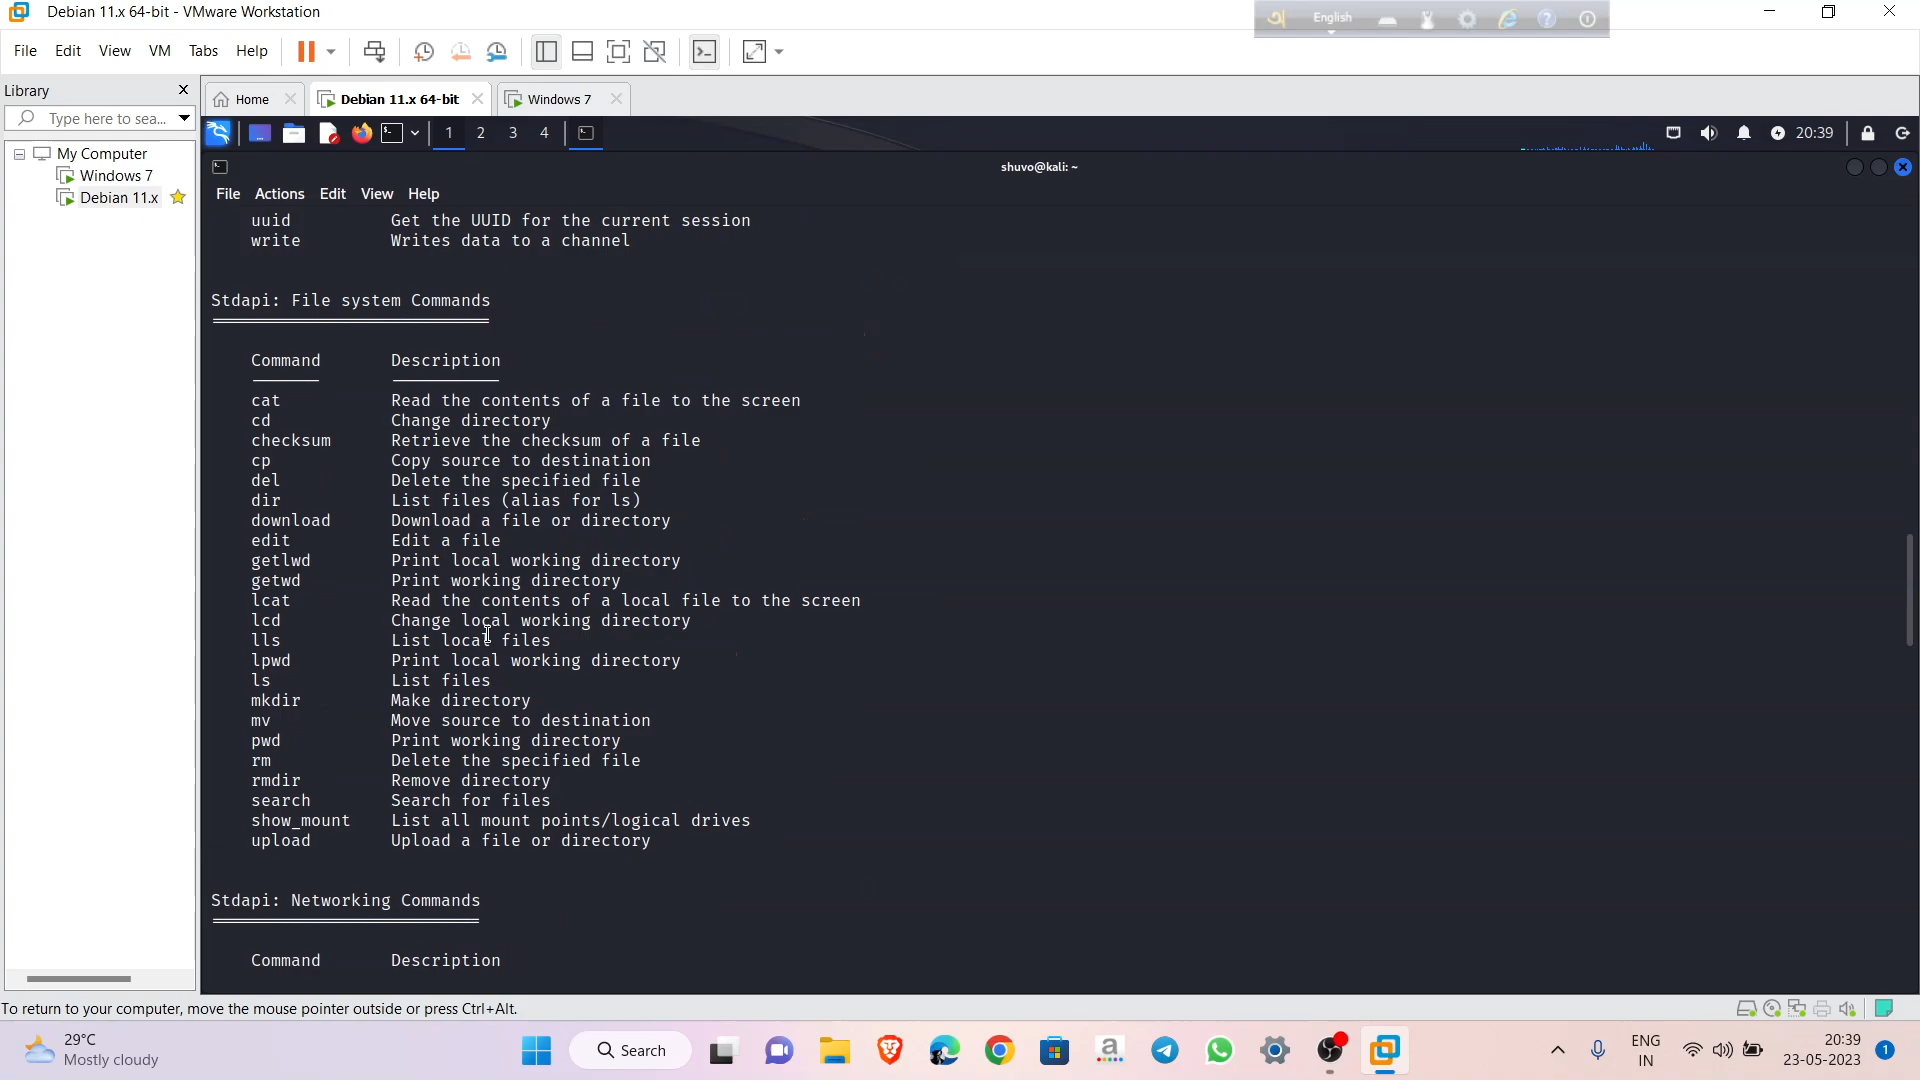 Debian 11.x 64-bit - VMware Workstation
English
File Edit View VM Tabs Help
Library
Home
Debian 11.x 64-bit
Windows 7
Type here to sea...
1 2 3 4
20:39
My Computer
Windows 7
Debian 11.x
shuvo@kali: ~
File Actions Edit View Help
uuid Get the UUID for the current session
write Writes data to a channel
Stdapi: File system Commands
Command Description
cat Read the contents of a file to the screen
cd Change directory
checksum Retrieve the checksum of a file
cp Copy source to destination
del Delete the specified file
dir List files (alias for ls)
download Download a file or directory
edit Edit a file
getlwd Print local working directory
getwd Print working directory
lcat Read the contents of a local file to the screen
lcd Change local working directory
lls List local files
lpwd Print local working directory
ls List files
mkdir Make directory
mv Move source to destination
pwd Print working directory
rm Delete the specified file
rmdir Remove directory
search Search for files
show_mount List all mount points/logical drives
upload Upload a file or directory
Stdapi: Networking Commands
Command Description
To return to your computer, move the mouse pointer outside or press Ctrl+Alt.
29°C
Mostly cloudy
Search
ENG
IN
20:39
23-05-2023
1